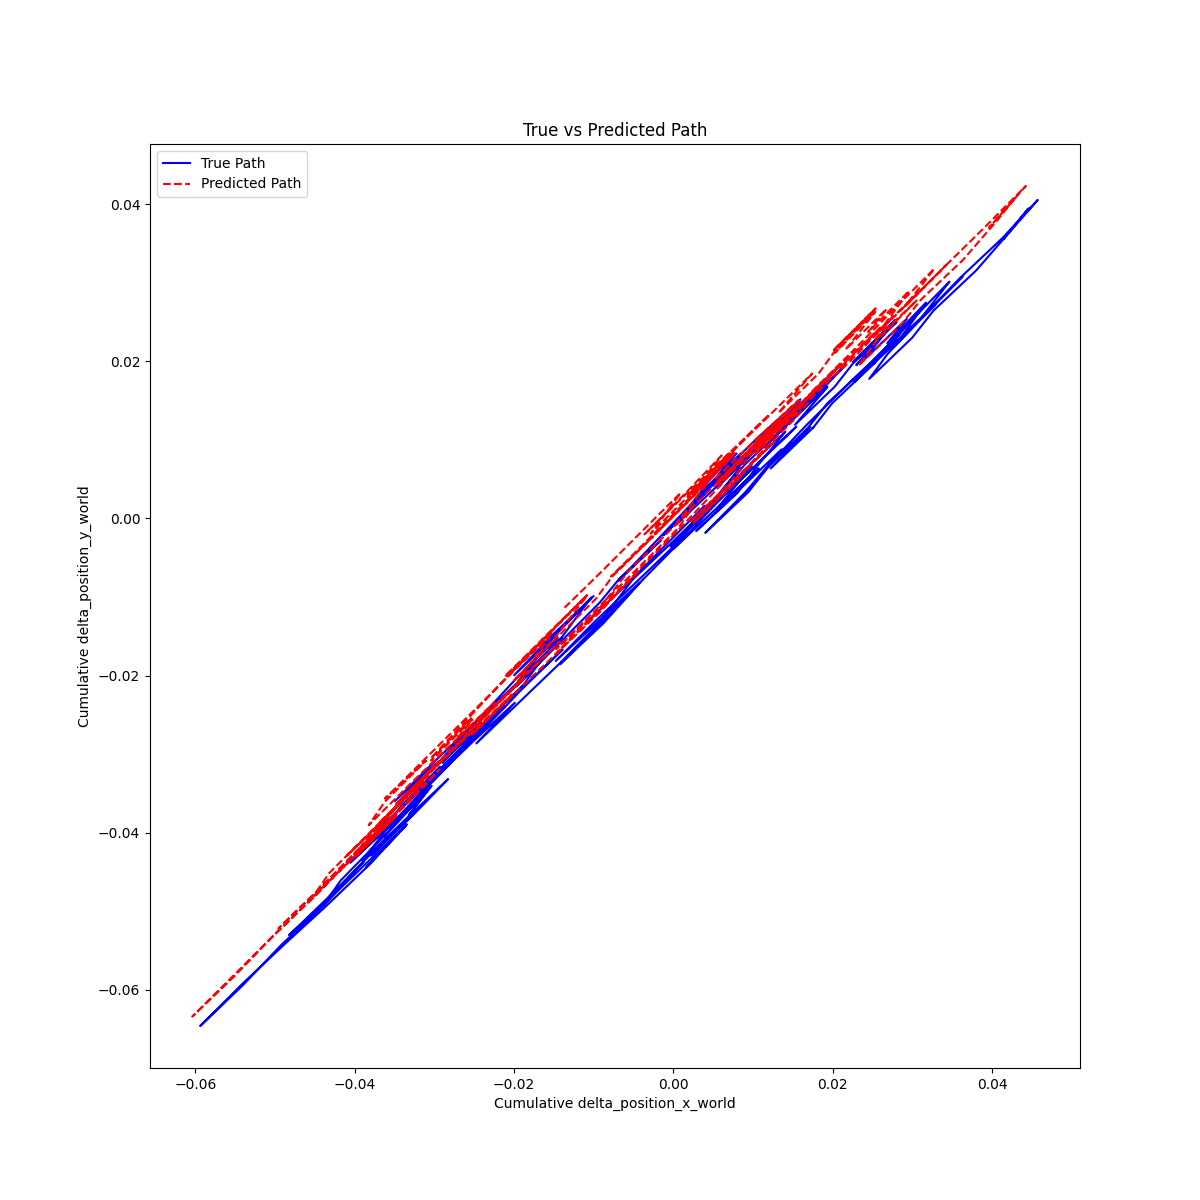 True vs Predicted Path
True Path
Predicted Path
0.04
0.02
0.00
−0.02
−0.04
−0.06
Cumulative delta_position_y_world
−0.06
−0.04
−0.02
0.00
0.02
0.04
Cumulative delta_position_x_world